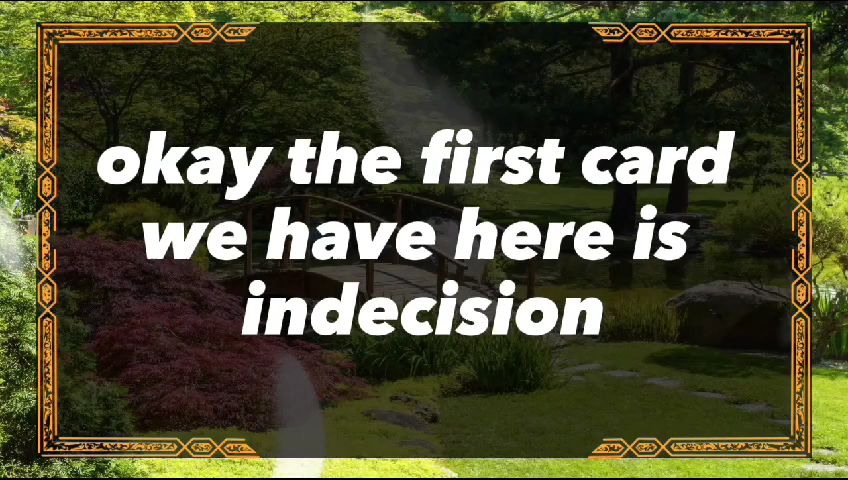 okay the first card
we have here is
indecision